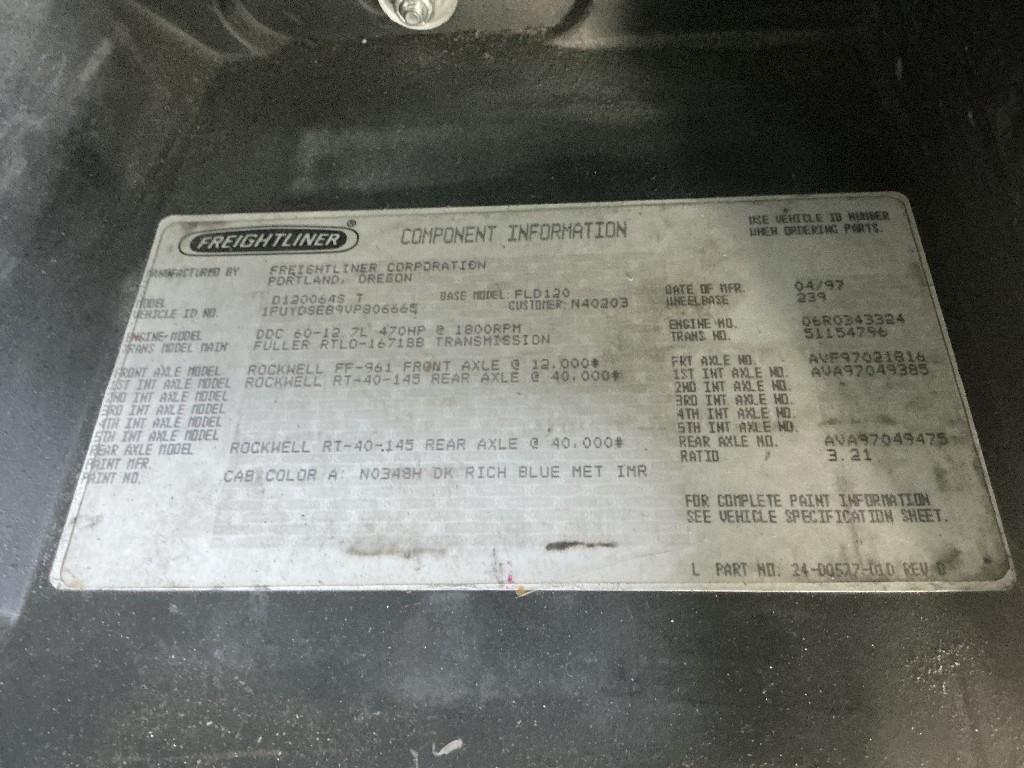 FREIGHTLINER ®
COMPONENT INFORMATION
USE VEHICLE ID NUMBER
WHEN ORDERING PARTS.
MANUFACTURED BY FREIGHTLINER CORPORATION
PORTLAND, OREGON
MODEL D120064S T BASE MODEL: FLD120 DATE OF MFR. 04/97
VEHICLE ID NO. 1FUYDSEB9VP806665 CUSTOMER: N40203 WHEELBASE 239
ENGINE-MODEL DDC 60-12.7L 470HP @ 1800RPM ENGINE NO. 06R0343324
TRANS MODEL MAIN FULLER RTLO-16718B TRANSMISSION TRANS NO. S1154796
FRONT AXLE MODEL ROCKWELL FF-961 FRONT AXLE @ 12,000# FRT AXLE NO. AVF97021816
1ST INT AXLE MODEL ROCKWELL RT-40-145 REAR AXLE @ 40,000# 1ST INT AXLE NO. AVA97049385
2ND INT AXLE MODEL 2ND INT AXLE NO.
3RD INT AXLE MODEL 3RD INT AXLE NO.
4TH INT AXLE MODEL 4TH INT AXLE NO.
5TH INT AXLE MODEL 5TH INT AXLE NO.
REAR AXLE MODEL ROCKWELL RT-40-145 REAR AXLE @ 40,000# REAR AXLE NO. AVA97049475
PAINT MFR. RATIO 3.21
PAINT NO. CAB COLOR A: N0348H DK RICH BLUE MET IMR
FOR COMPLETE PAINT INFORMATION
SEE VEHICLE SPECIFICATION SHEET.
L PART NO. 24-00577-010 REV D